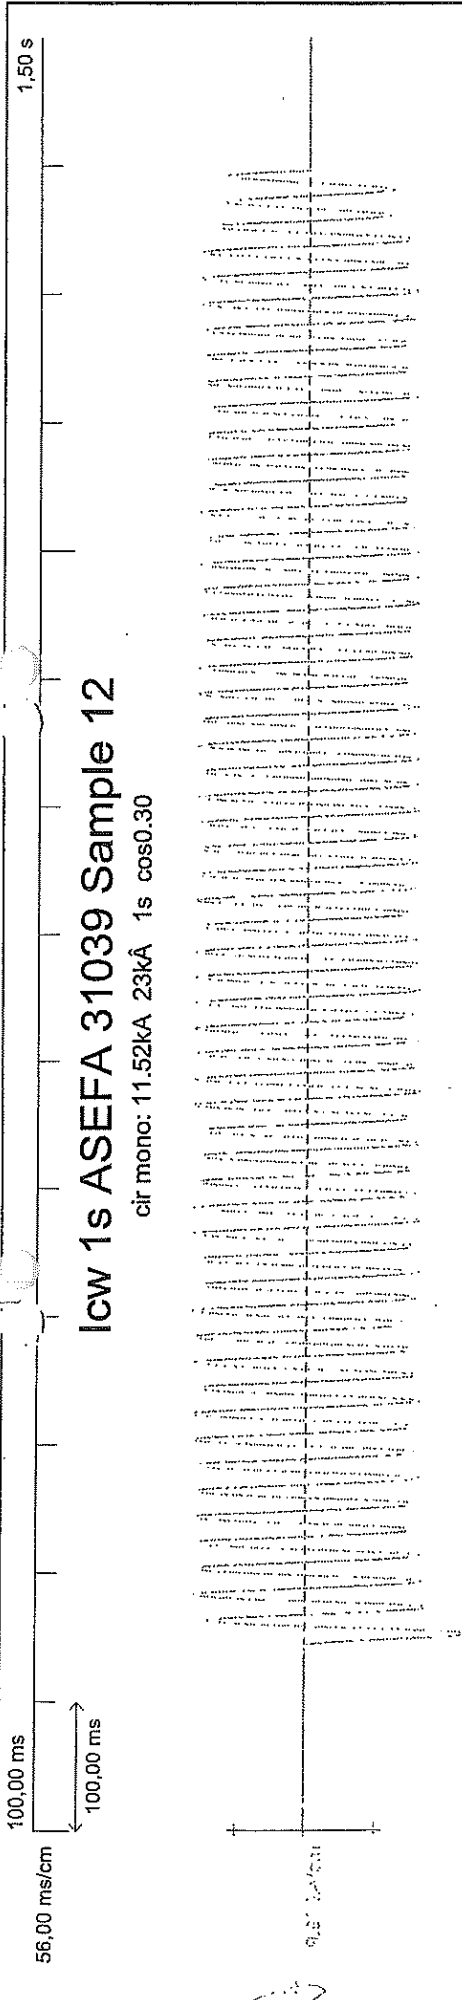 100,00 ms
1,50 s
56,00 ms/cm
100,00 ms
Icw 1s ASEFA 31039 Sample 12
cir mono: 11.52kA 23kÂ 1s cos0.30